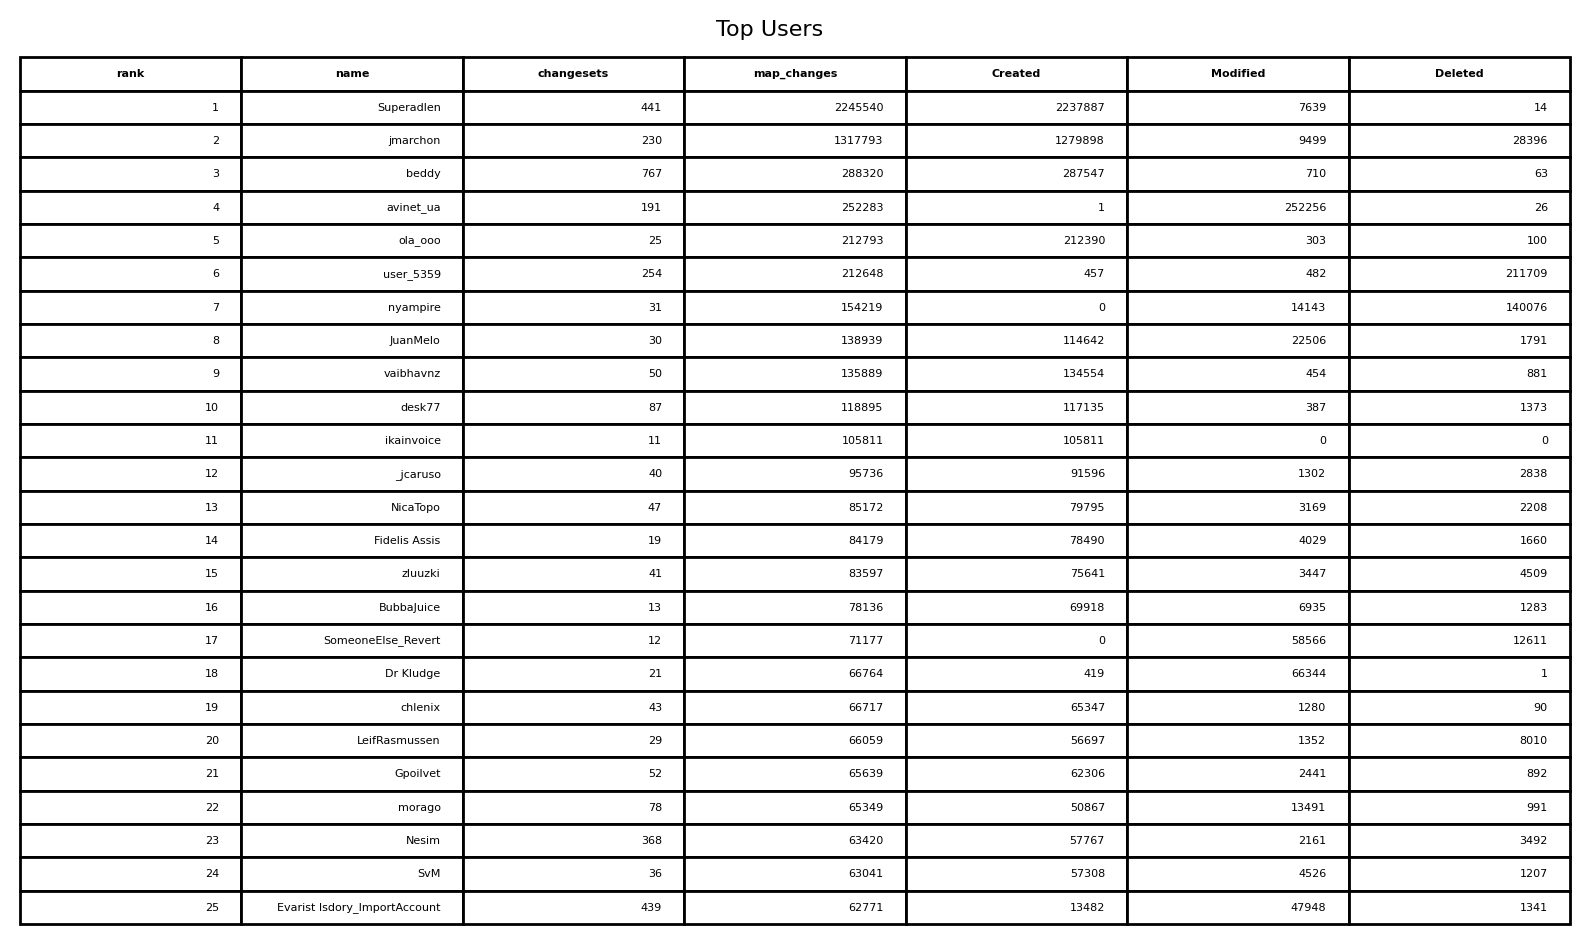 Top Users
rank name changesets map_changes Created Modified Deleted
1 Superadlen 441 2245540 2237887 7639 14
2 jmarchon 230 1317793 1279898 9499 28396
3 beddy 767 288320 287547 710 63
4 avinet_ua 191 252283 1 252256 26
5 ola_ooo 25 212793 212390 303 100
6 user_5359 254 212648 457 482 211709
7 nyampire 31 154219 0 14143 140076
8 JuanMelo 30 138939 114642 22506 1791
9 vaibhavnz 50 135889 134554 454 881
10 desk77 87 118895 117135 387 1373
11 ikainvoice 11 105811 105811 0 0
12 _jcaruso 40 95736 91596 1302 2838
13 NicaTopo 47 85172 79795 3169 2208
14 Fidelis Assis 19 84179 78490 4029 1660
15 zluuzki 41 83597 75641 3447 4509
16 BubbaJuice 13 78136 69918 6935 1283
17 SomeoneElse_Revert 12 71177 0 58566 12611
18 Dr Kludge 21 66764 419 66344 1
19 chlenix 43 66717 65347 1280 90
20 LeifRasmussen 29 66059 56697 1352 8010
21 Gpoilvet 52 65639 62306 2441 892
22 morago 78 65349 50867 13491 991
23 Nesim 368 63420 57767 2161 3492
24 SvM 36 63041 57308 4526 1207
25 Evarist Isdory_ImportAccount 439 62771 13482 47948 1341